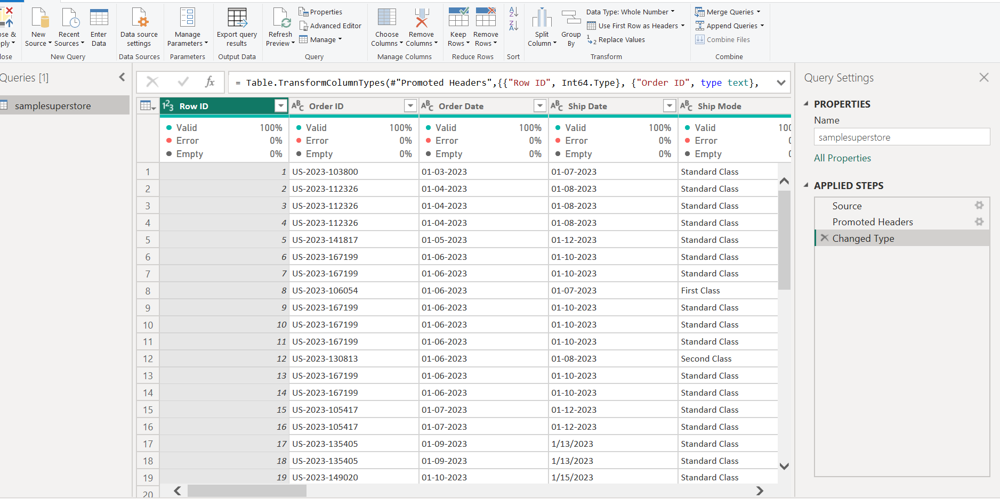 ose &
ply
lose
New
Source
Recent
Sources
Enter
Data
New Query
Data source
settings
Data Sources
Manage
Parameters
Parameters
Export query
results
Output Data
Refresh
Preview
Properties
Advanced Editor
Manage
Query
Choose
Columns
Remove
Columns
Manage Columns
Keep
Rows
Remove
Rows
Reduce Rows
Sort
Split
Column
Group
By
Data Type: Whole Number
Use First Row as Headers
Replace Values
Transform
Merge Queries
Append Queries
Combine Files
Combine
Queries [1]
samplesuperstore
fx = Table.TransformColumnTypes(#"Promoted Headers",{{"Row ID", Int64.Type}, {"Order ID", type text},
Row ID Order ID Order Date Ship Date Ship Mode
Valid 100% Valid 100% Valid 100% Valid 100% Valid 100
Error 0% Error 0% Error 0% Error 0% Error 0
Empty 0% Empty 0% Empty 0% Empty 0% Empty 0
1 1 US-2023-103800 01-03-2023 01-07-2023 Standard Class
2 2 US-2023-112326 01-04-2023 01-08-2023 Standard Class
3 3 US-2023-112326 01-04-2023 01-08-2023 Standard Class
4 4 US-2023-112326 01-04-2023 01-08-2023 Standard Class
5 5 US-2023-141817 01-05-2023 01-12-2023 Standard Class
6 6 US-2023-167199 01-06-2023 01-10-2023 Standard Class
7 7 US-2023-167199 01-06-2023 01-10-2023 Standard Class
8 8 US-2023-106054 01-06-2023 01-07-2023 First Class
9 9 US-2023-167199 01-06-2023 01-10-2023 Standard Class
10 10 US-2023-167199 01-06-2023 01-10-2023 Standard Class
11 11 US-2023-167199 01-06-2023 01-10-2023 Standard Class
12 12 US-2023-130813 01-06-2023 01-08-2023 Second Class
13 13 US-2023-167199 01-06-2023 01-10-2023 Standard Class
14 14 US-2023-167199 01-06-2023 01-10-2023 Standard Class
15 15 US-2023-105417 01-07-2023 01-12-2023 Standard Class
16 16 US-2023-105417 01-07-2023 01-12-2023 Standard Class
17 17 US-2023-135405 01-09-2023 1/13/2023 Standard Class
18 18 US-2023-135405 01-09-2023 1/13/2023 Standard Class
19 19 US-2023-149020 01-10-2023 1/15/2023 Standard Class
20
Query Settings
PROPERTIES
Name
samplesuperstore
All Properties
APPLIED STEPS
Source
Promoted Headers
Changed Type